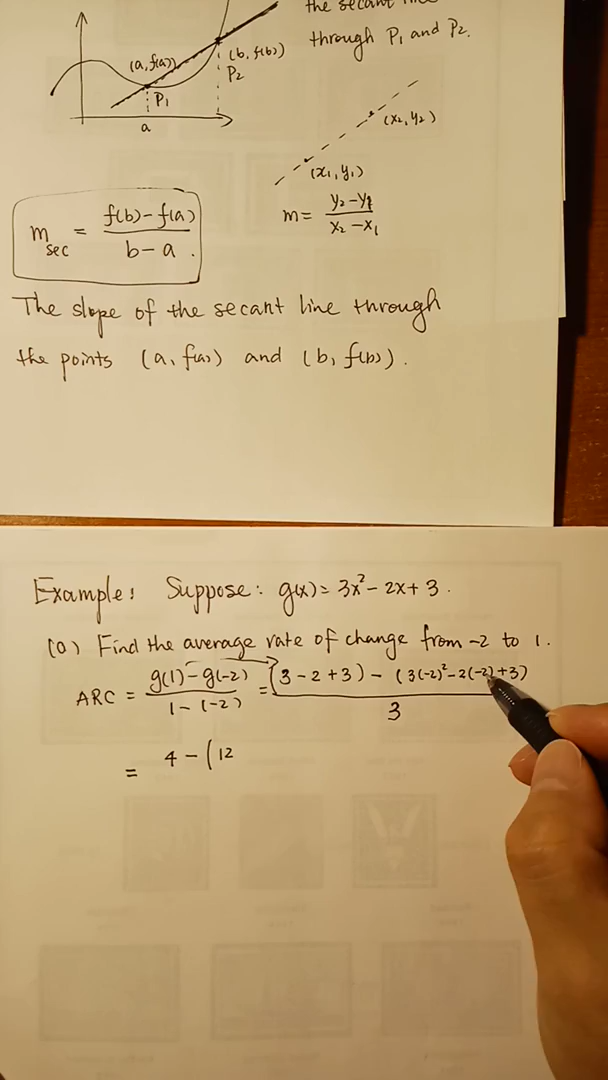 the secant line
through P₁ and P₂.
(a, f(a))
(b, f(b))
P₁
P₂
a
(x₂, y₂)
(x₁, y₁)
m = (y₂ - y₁)/(x₂ - x₁)
m sec = (f(b) - f(a))/(b - a).
The slope of the secant line through
the points (a, f(a)) and (b, f(b)).
Example: Suppose: g(x) = 3x² - 2x + 3.
(a) Find the average rate of change from -2 to 1.
ARC = (g(1) - g(-2))/(1 - (-2)) = ((3 - 2 + 3) - (3(-2)² - 2(-2) + 3))/3
= 4 - (12